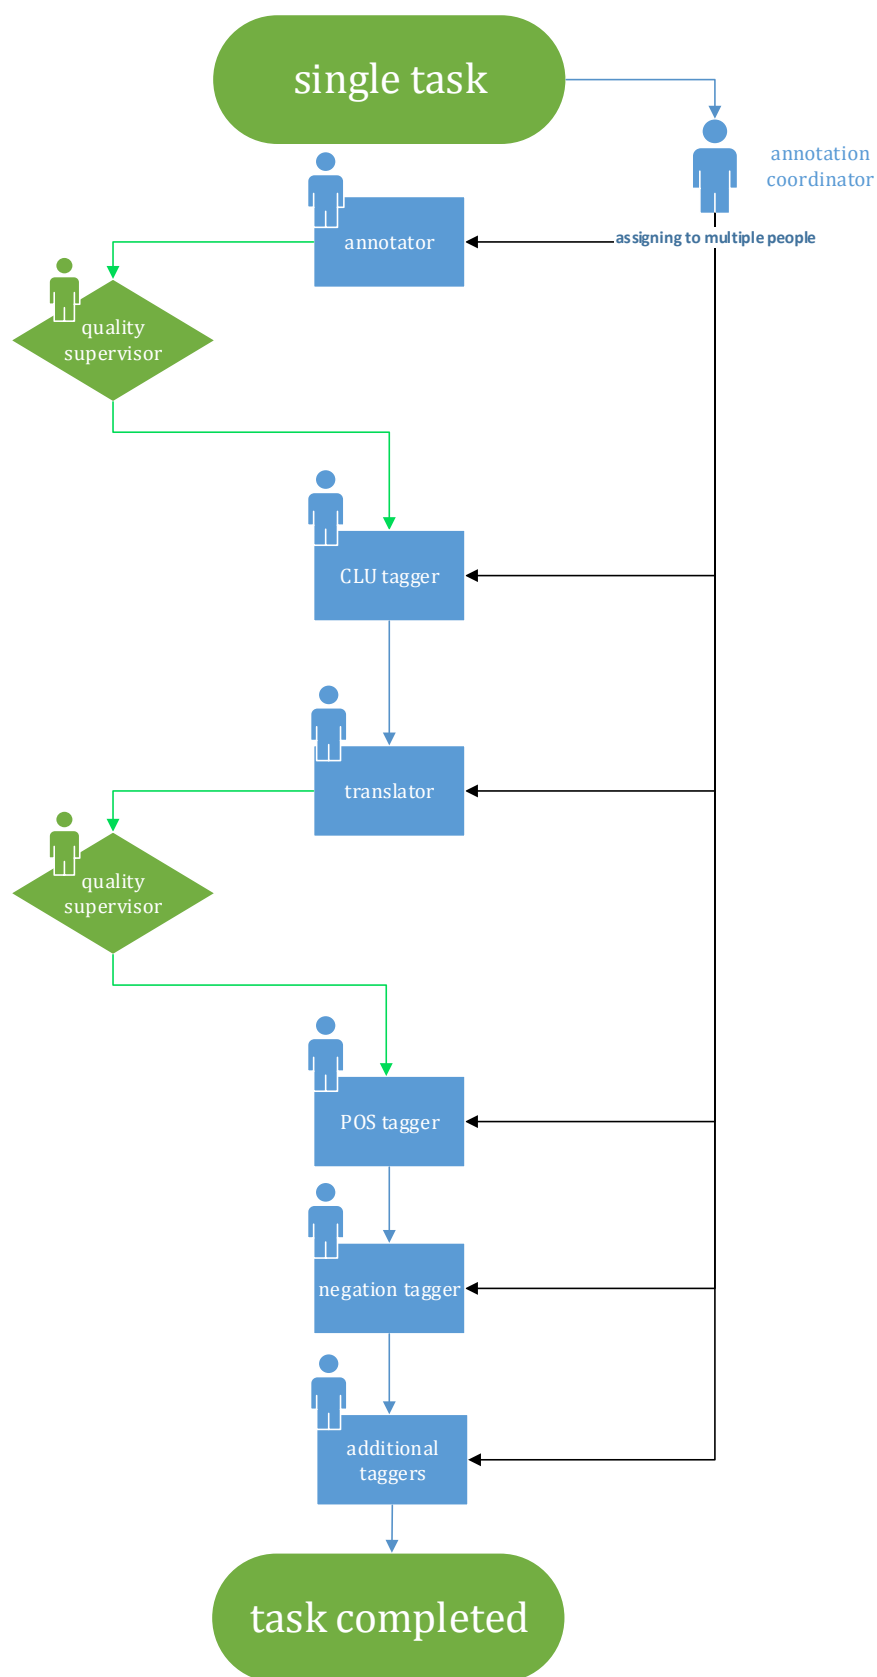 single task
annotation
coordinator
assigning to multiple people
annotator
quality
supervisor
CLU tagger
translator
quality
supervisor
POS tagger
negation tagger
additional
taggers
task completed